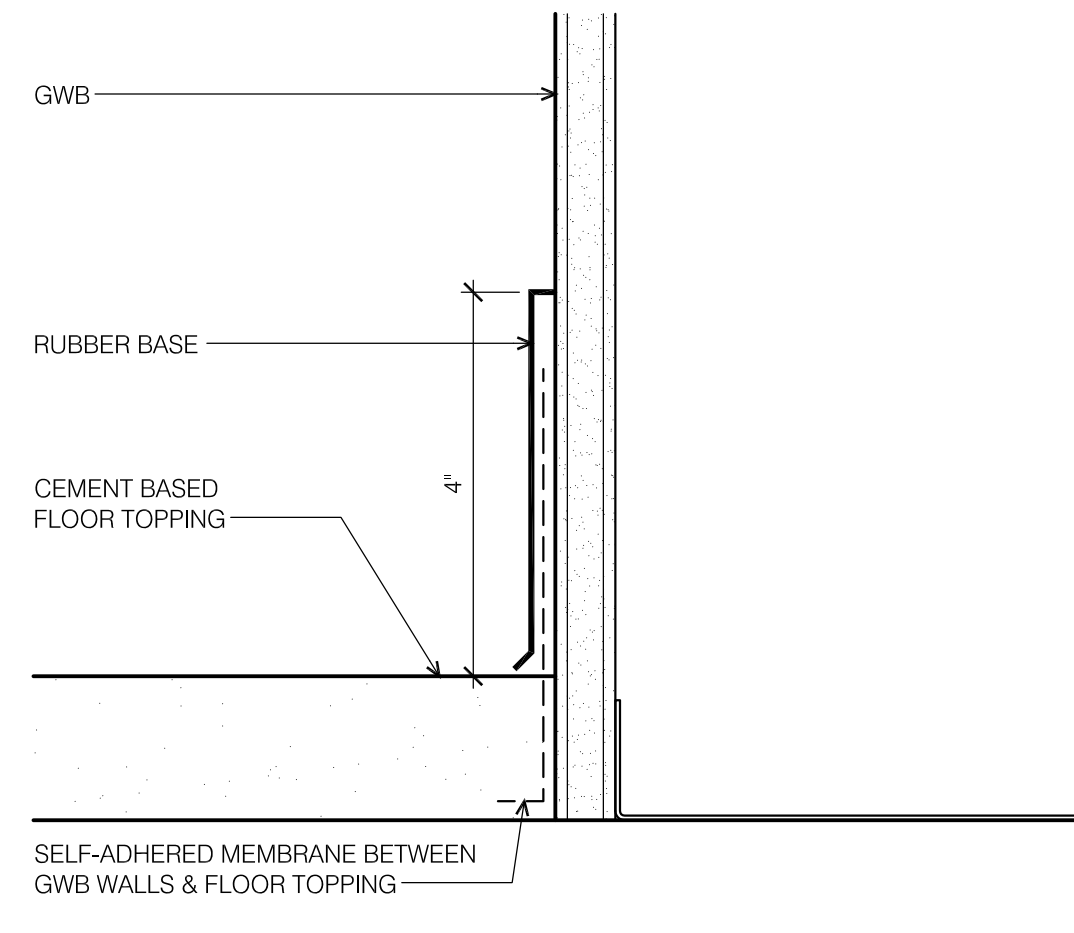 GWB
RUBBER BASE
4"
CEMENT BASED
FLOOR TOPPING
SELF-ADHERED MEMBRANE BETWEEN
GWB WALLS & FLOOR TOPPING